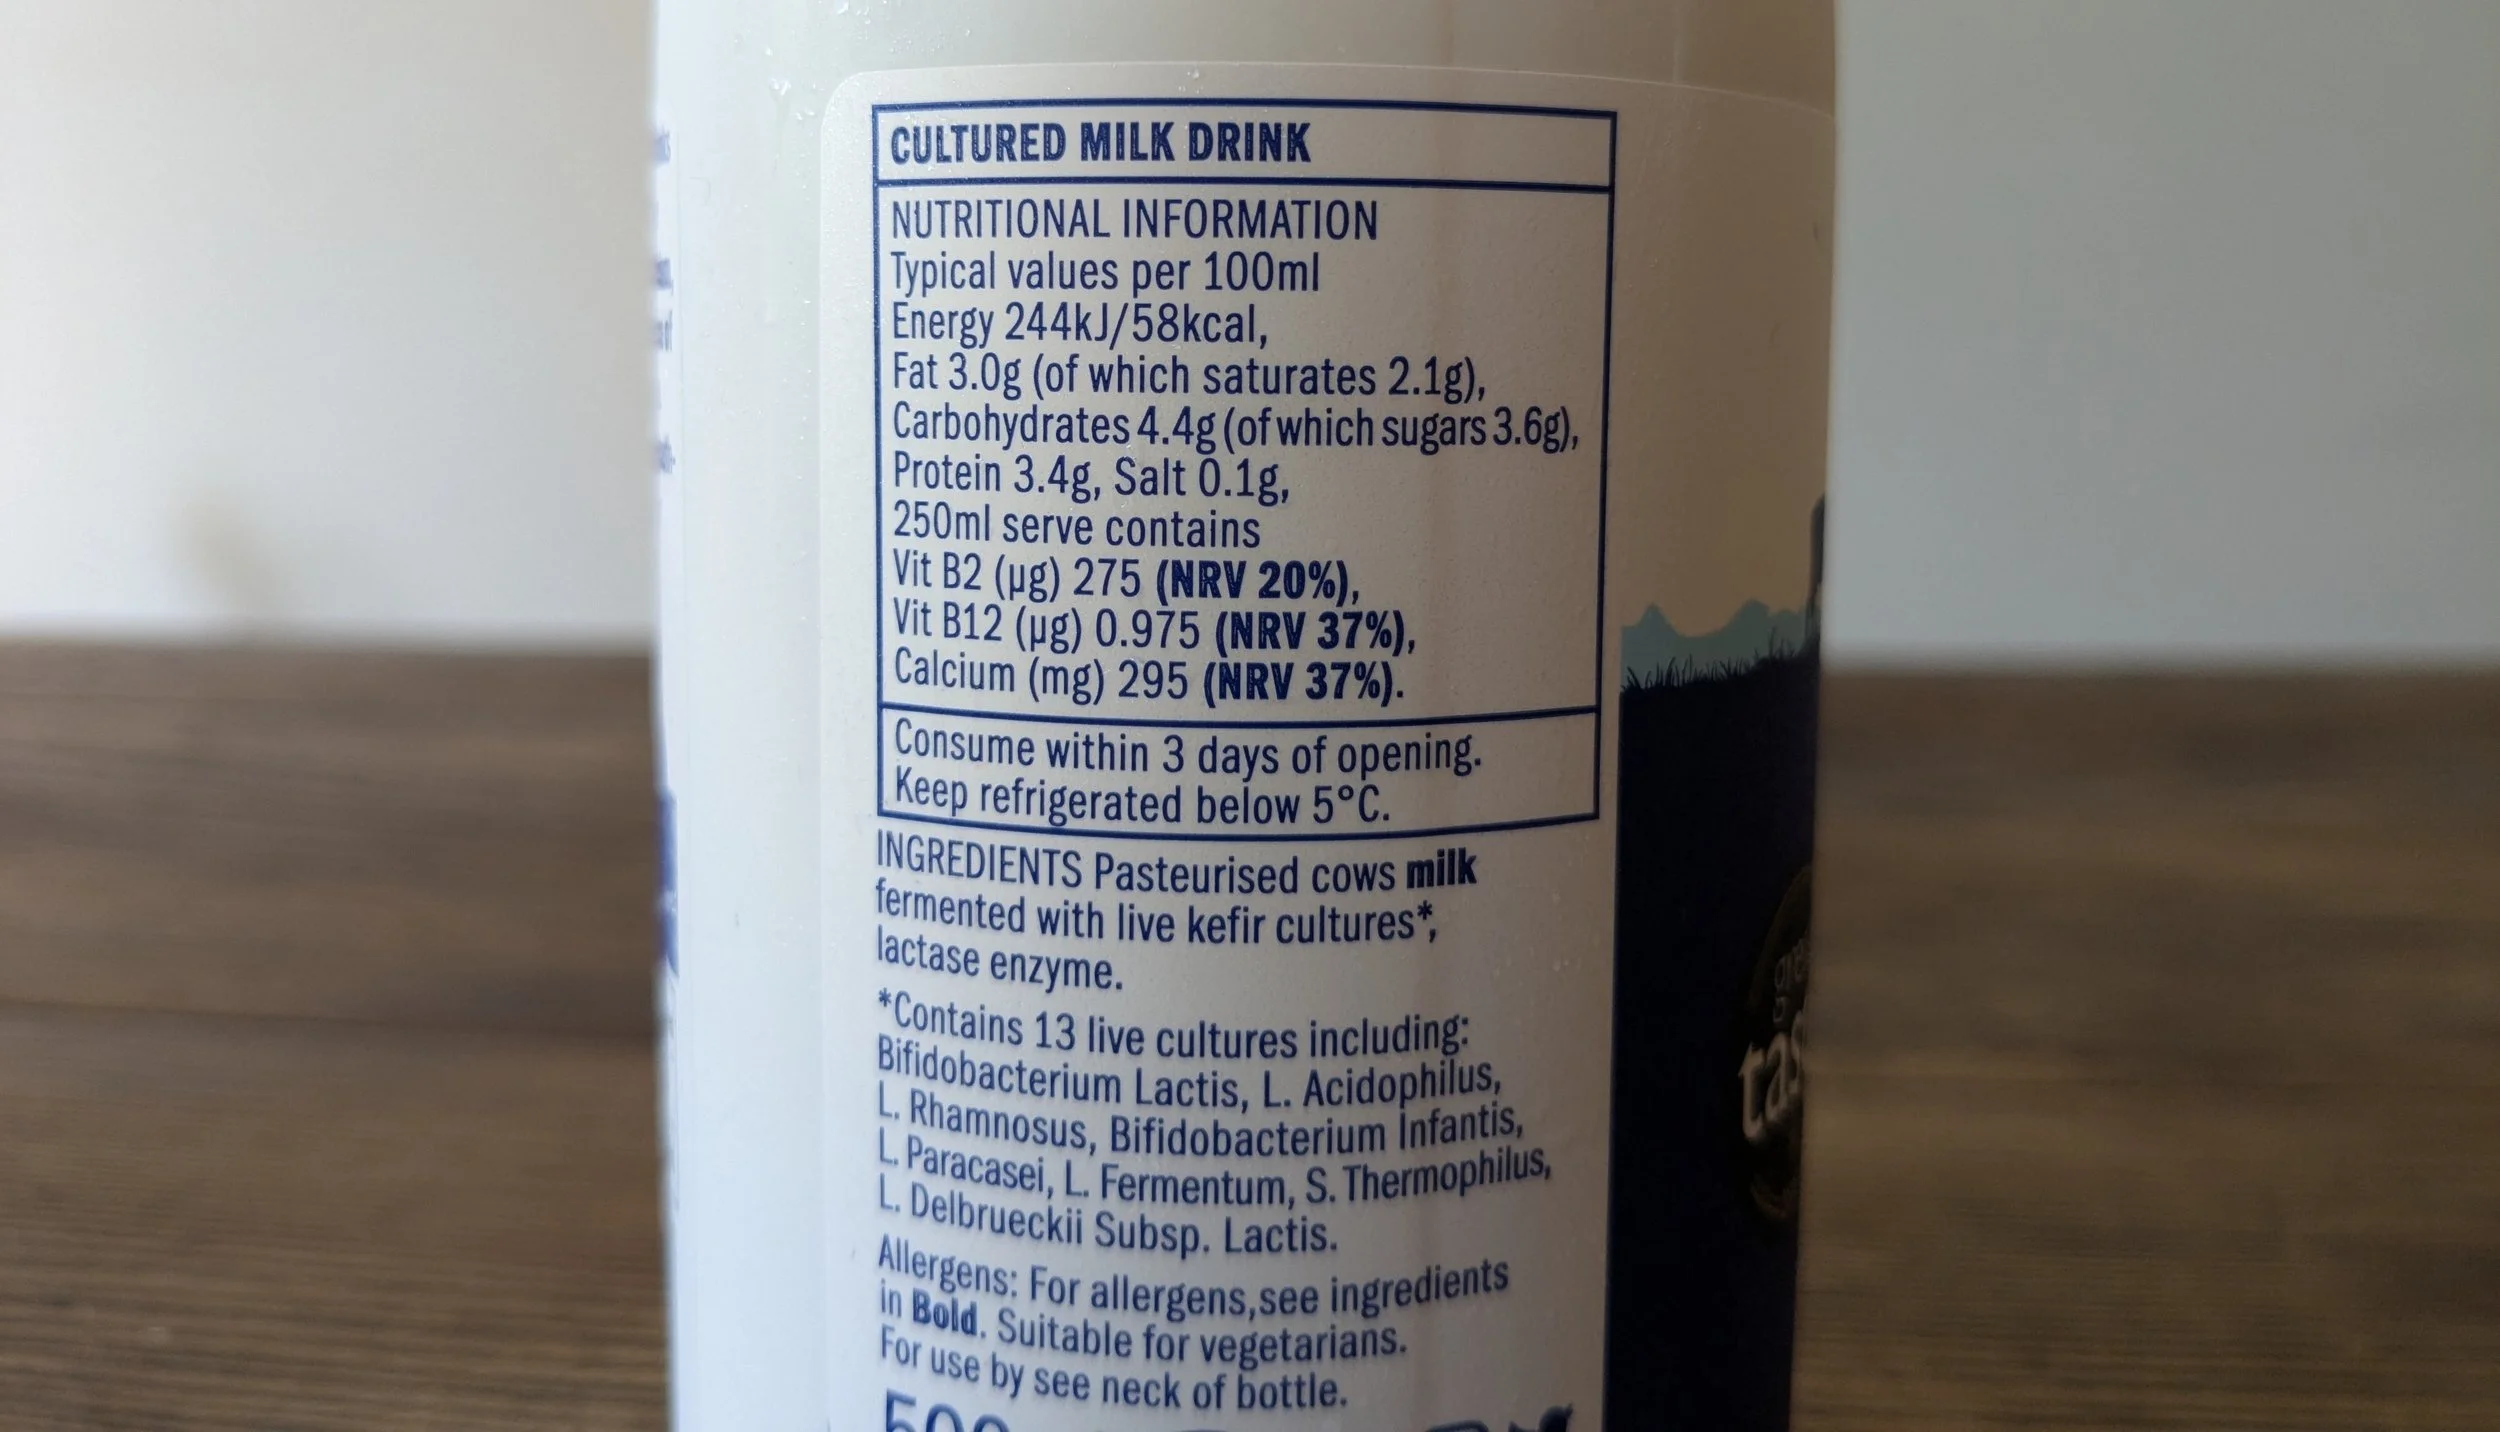 CULTURED MILK DRINK
NUTRITIONAL INFORMATION
Typical values per 100ml
Energy 244kJ/58kcal,
Fat 3.0g (of which saturates 2.1g),
Carbohydrates 4.4g (of which sugars 3.6g),
Protein 3.4g, Salt 0.1g,
250ml serve contains
Vit B2 (µg) 275 (NRV 20%),
Vit B12 (µg) 0.975 (NRV 37%),
Calcium (mg) 295 (NRV 37%).
Consume within 3 days of opening.
Keep refrigerated below 5°C.
INGREDIENTS Pasteurised cows milk
fermented with live kefir cultures*,
lactase enzyme.
*Contains 13 live cultures including:
Bifidobacterium Lactis, L. Acidophilus,
L. Rhamnosus, Bifidobacterium Infantis,
L. Paracasei, L. Fermentum, S. Thermophilus,
L. Delbrueckii Subsp. Lactis.
Allergens: For allergens,see ingredients
in Bold. Suitable for vegetarians.
For use by see neck of bottle.